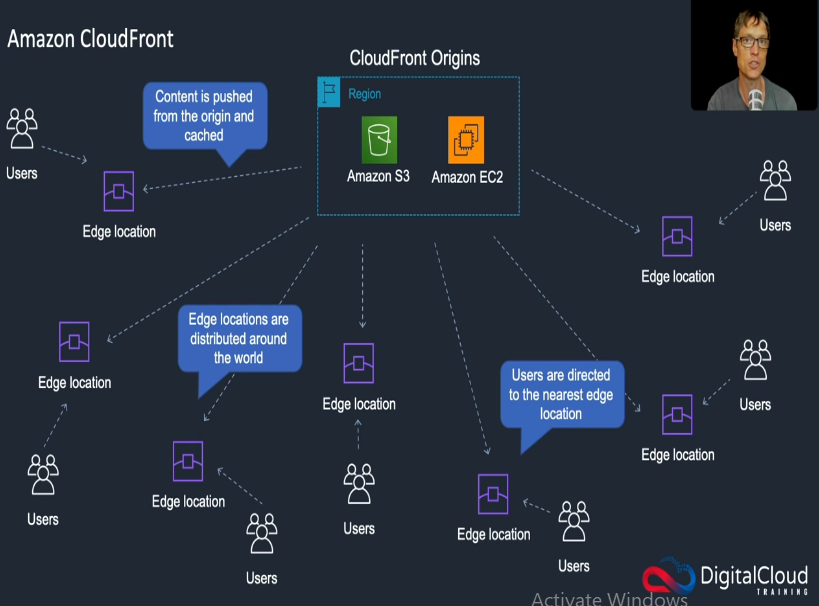 Amazon CloudFront
CloudFront Origins
Content is pushed
from the origin and
cached
Region
Amazon S3
Amazon EC2
Users
Edge location
Users
Edge location
Edge locations are
distributed around
the world
Edge location
Edge location
Users are directed
to the nearest edge
location
Users
Edge location
Users
Edge location
Users
Edge location
Users
Users
Users
DigitalCloud
TRAINING
Activate Windows